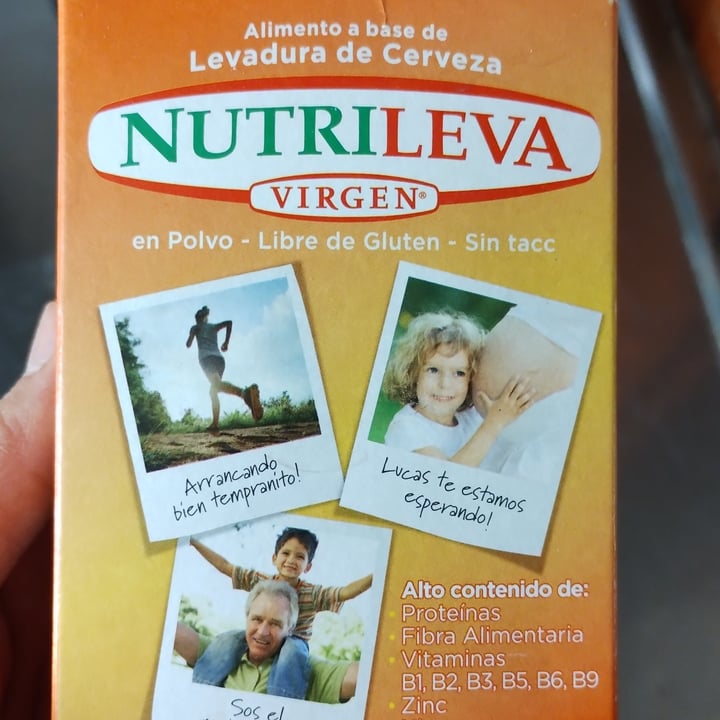 Alimento a base de
Levadura de Cerveza
NUTRILEVA
VIRGEN®
en Polvo - Libre de Gluten - Sin tacc
Arrancando
bien tempranito!
Lucas te estamos
esperando!
Sos el
Alto contenido de:
· Proteínas
· Fibra Alimentaria
· Vitaminas
B1, B2, B3, B5, B6, B9
· Zinc